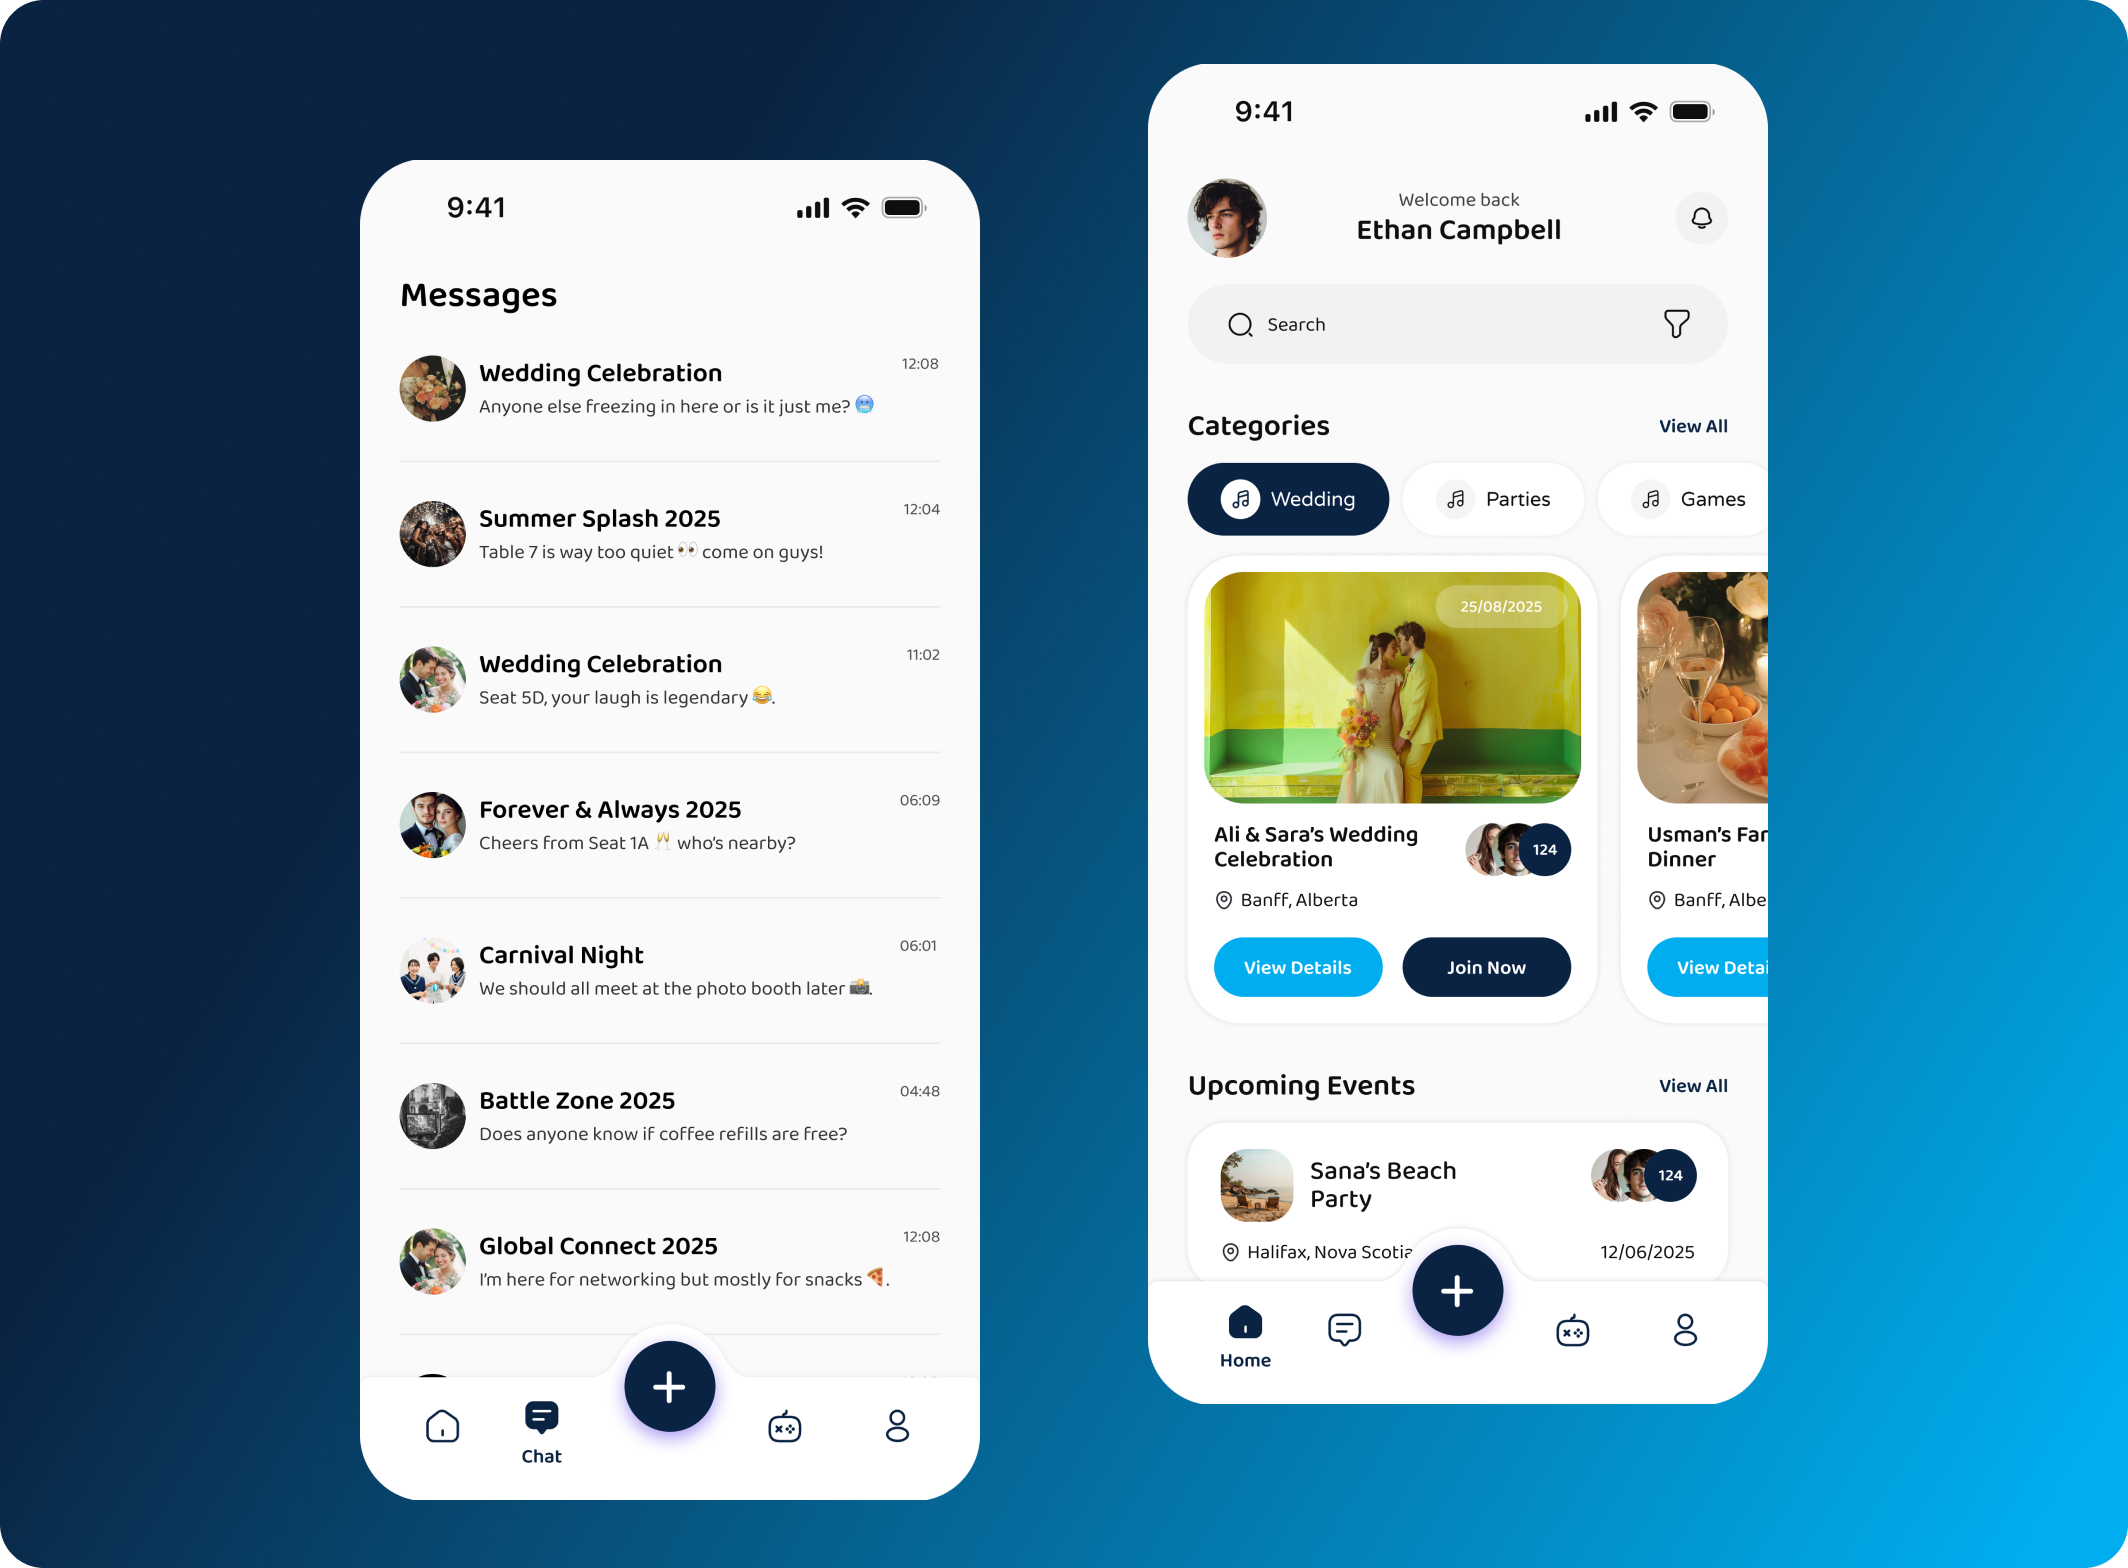 9:41
Messages
Wedding Celebration
12:08
Anyone else freezing in here or is it just me? 🥶
Summer Splash 2025
12:04
Table 7 is way too quiet 👀 come on guys!
Wedding Celebration
11:02
Seat 5D, your laugh is legendary 😂.
Forever & Always 2025
06:09
Cheers from Seat 1A 🥂 who's nearby?
Carnival Night
06:01
We should all meet at the photo booth later 📸.
Battle Zone 2025
04:48
Does anyone know if coffee refills are free?
Global Connect 2025
12:08
I'm here for networking but mostly for snacks 🍕.
Chat
9:41
Welcome back
Ethan Campbell
Search
Categories
View All
Wedding
Parties
Games
25/08/2025
Ali & Sara's Wedding
Celebration
124
Banff, Alberta
View Details
Join Now
Usman's Far
Dinner
Banff, Albe
View Detai
Upcoming Events
View All
Sana's Beach
Party
124
Halifax, Nova Scotia
12/06/2025
Home